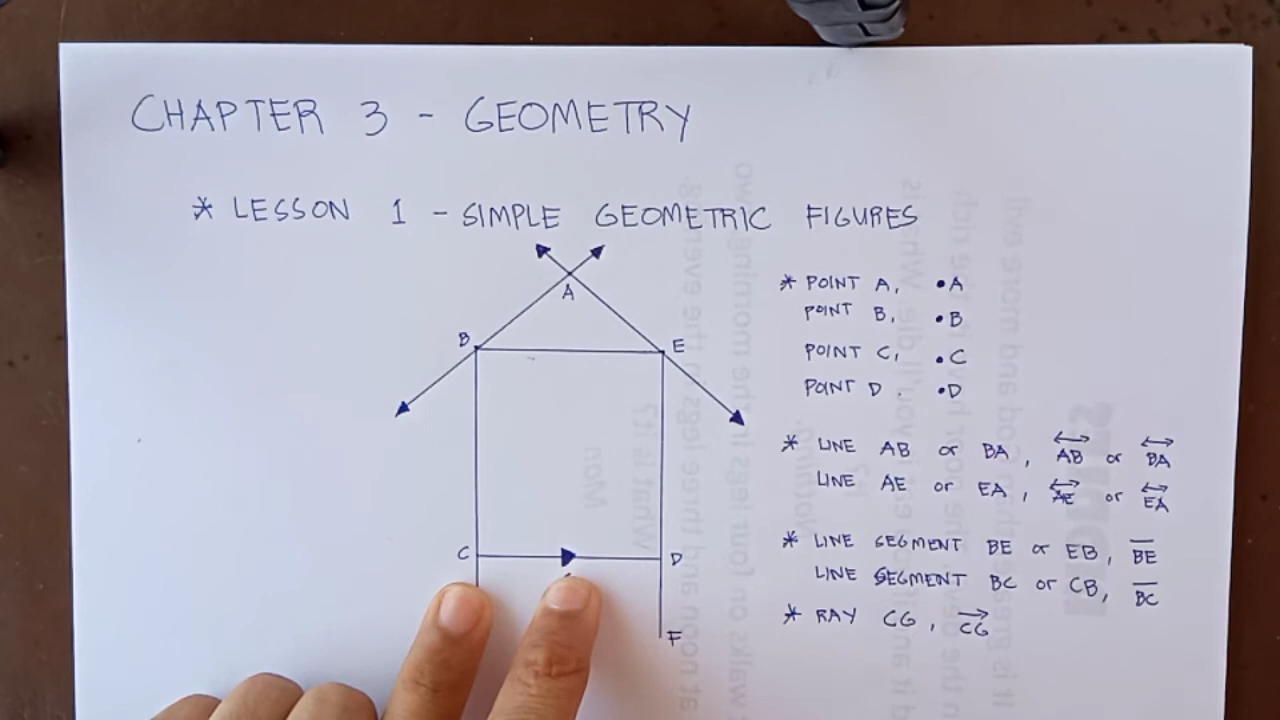 CHAPTER 3 - GEOMETRY
* LESSON 1 - SIMPLE GEOMETRIC FIGURES
A
B
E
C
D
F
* POINT A, •A
POINT B, •B
POINT C, •C
POINT D. •D
* LINE AB or BA, AB or BA
LINE AE or EA, AE or EA
* LINE SEGMENT BE or EB, BE
LINE SEGMENT BC or CB, BC
* RAY CG, CG